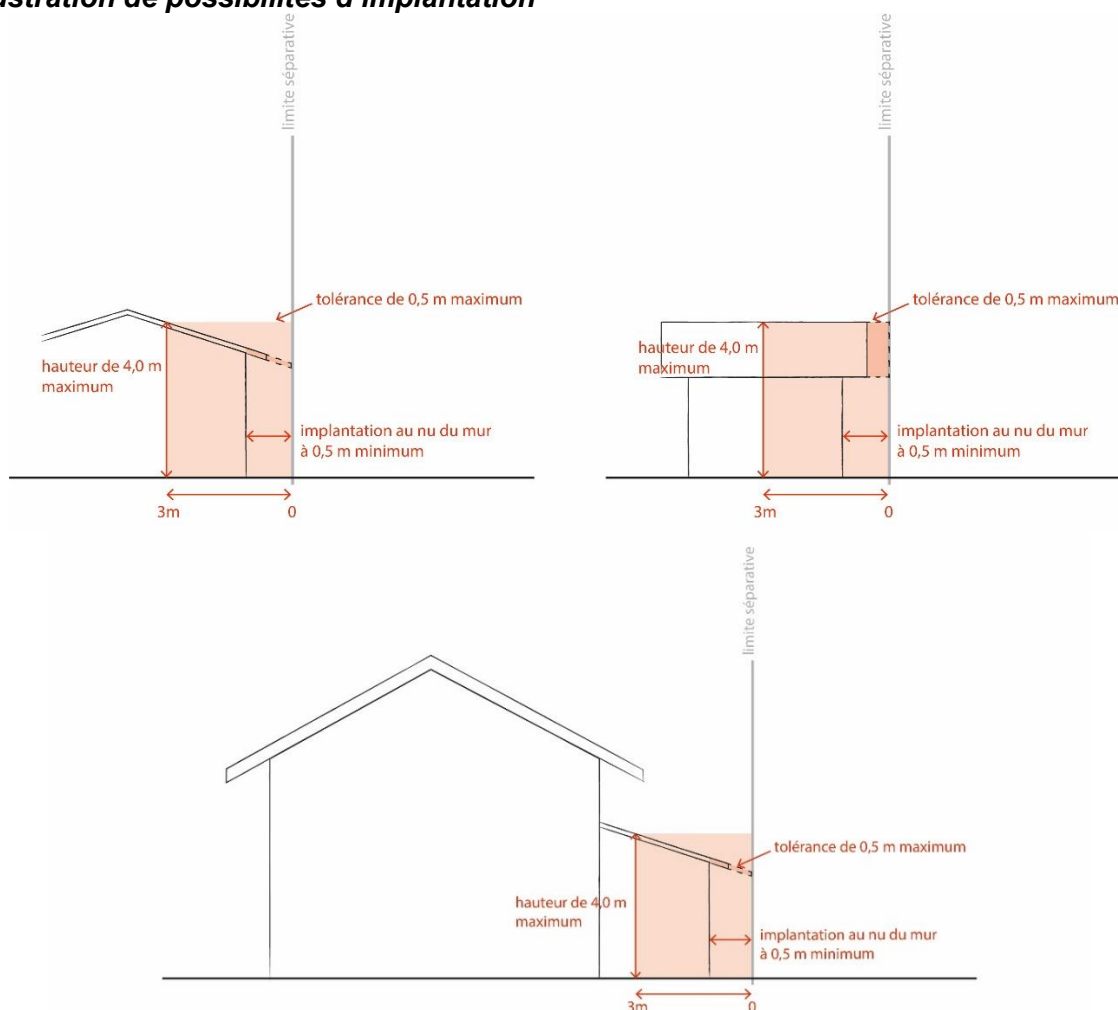 ustration de possibilités d'implantation
limite séparative
tolérance de 0,5 m maximum
hauteur de 4,0 m
maximum
implantation au nu du mur
à 0,5 m minimum
3m
0
limite séparative
tolérance de 0,5 m maximum
hauteur de 4,0 m
maximum
implantation au nu du mur
à 0,5 m minimum
3m
0
limite séparative
tolérance de 0,5 m maximum
hauteur de 4,0 m
maximum
implantation au nu du mur
à 0,5 m minimum
3m
0